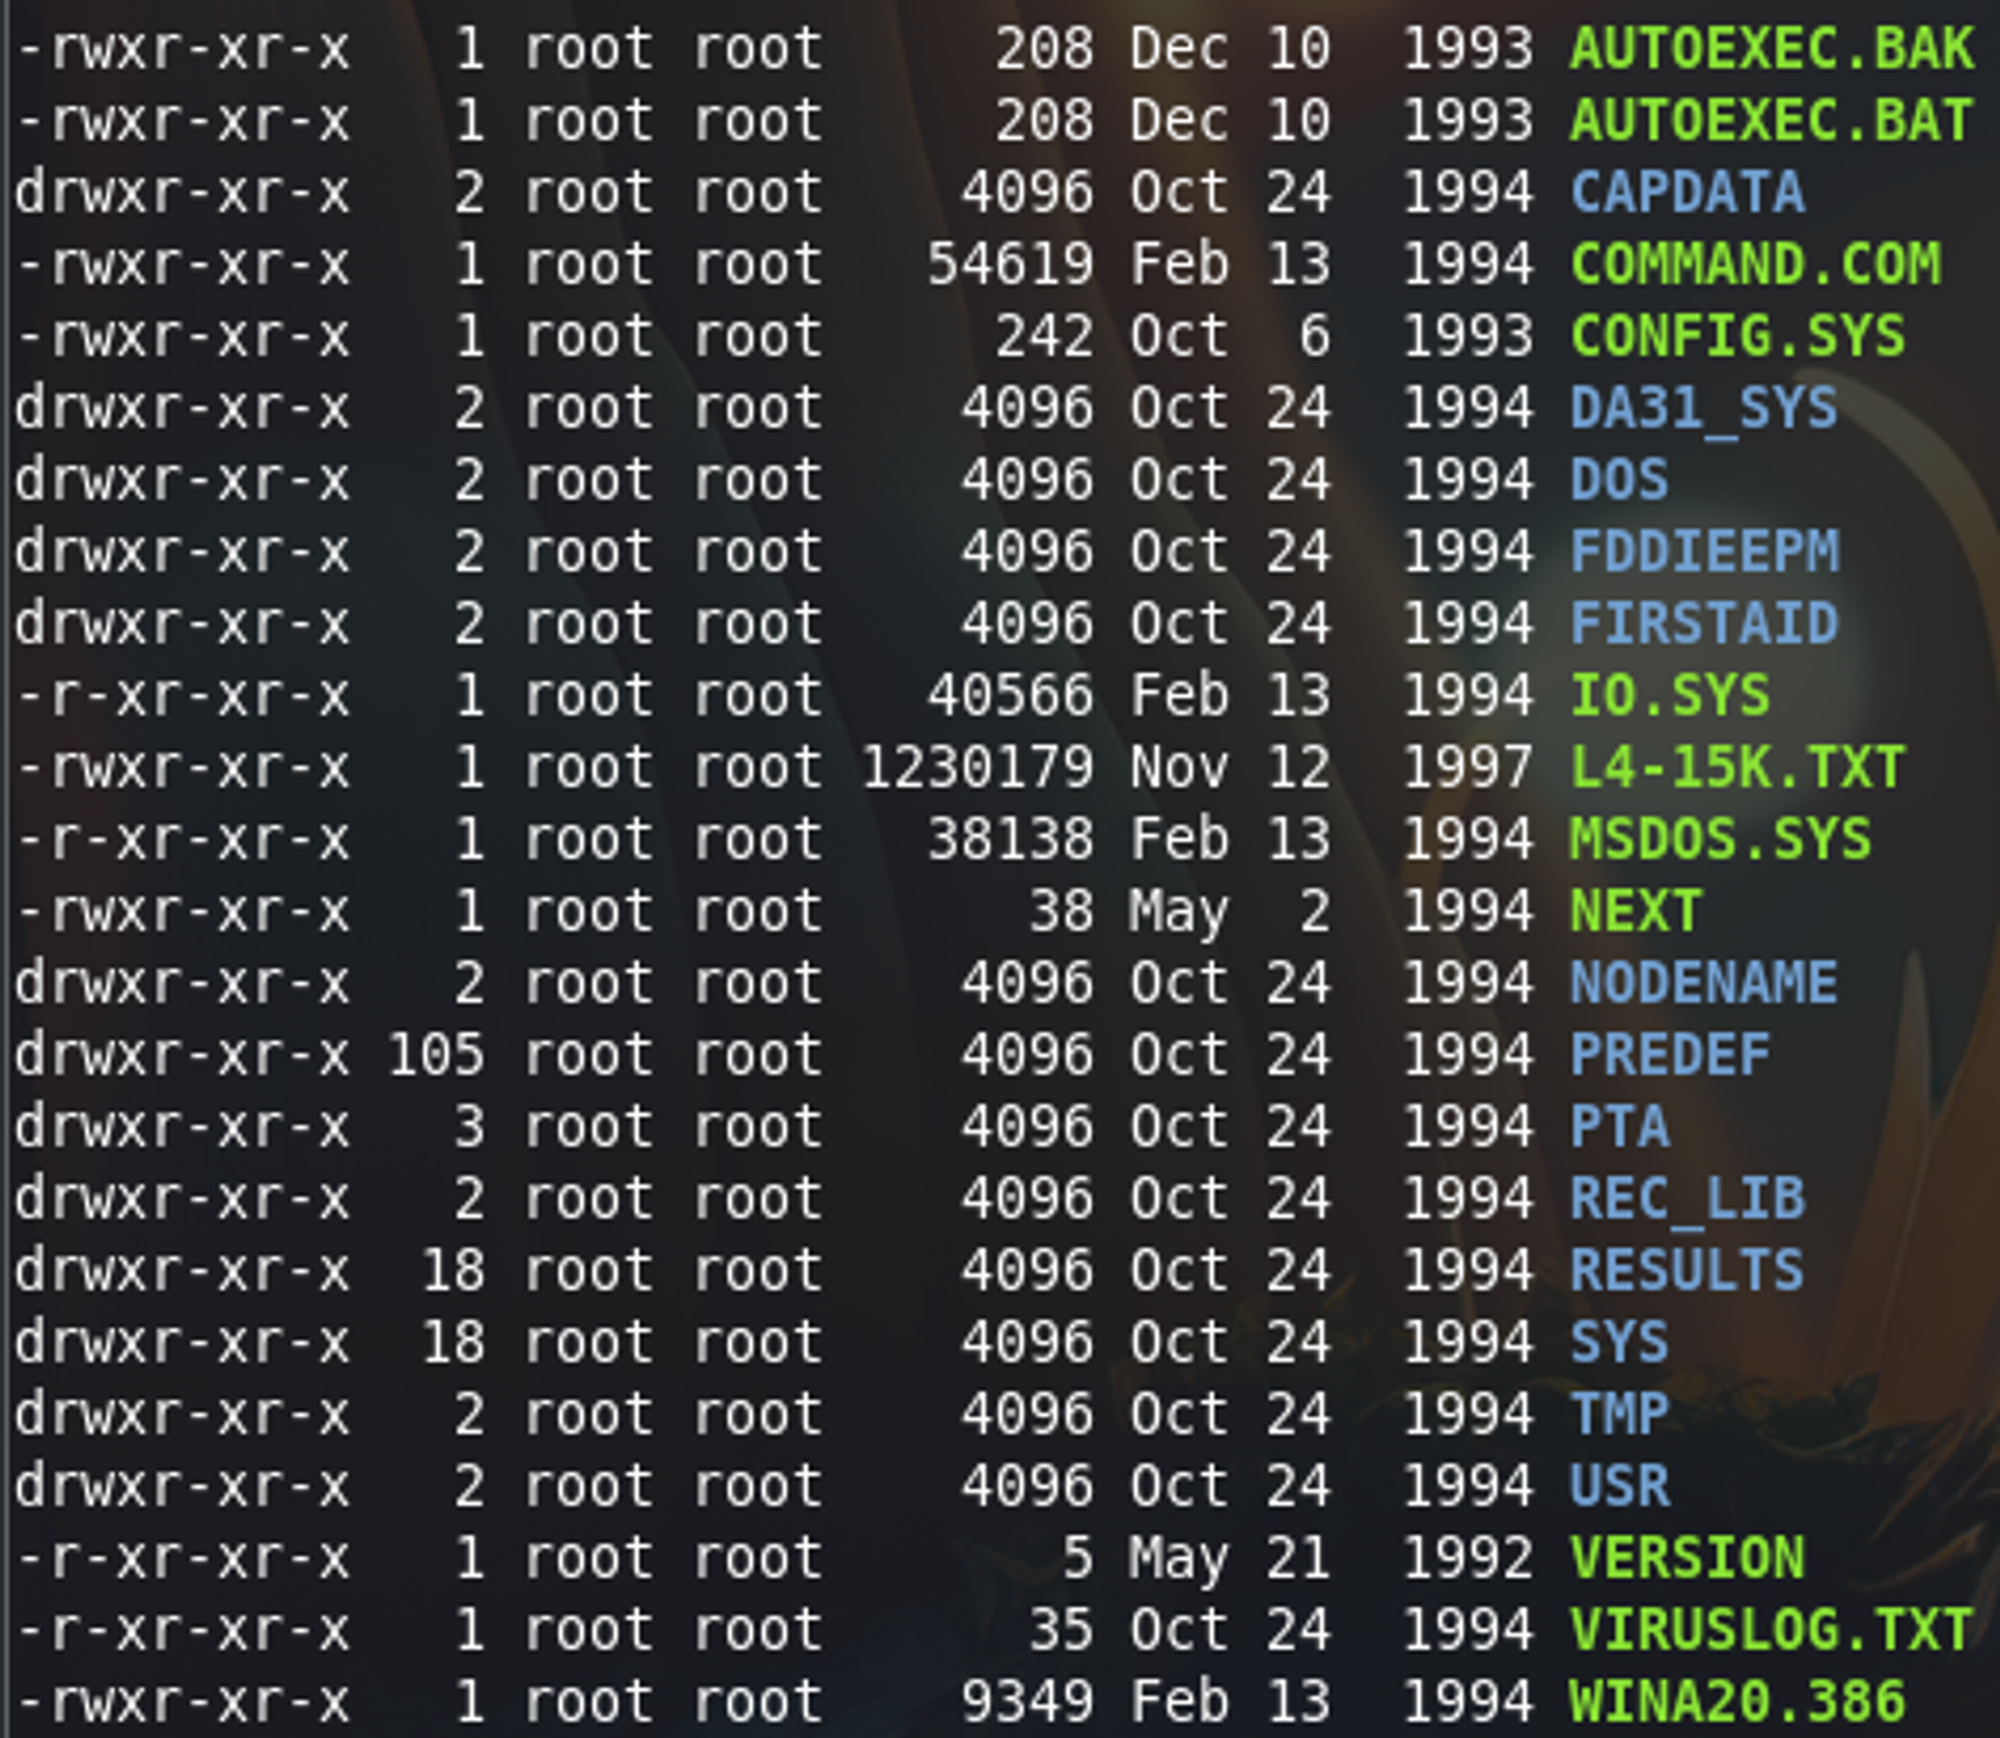 -rwxr-xr-x   1 root root     208 Dec 10  1993 AUTOEXEC.BAK
-rwxr-xr-x   1 root root     208 Dec 10  1993 AUTOEXEC.BAT
drwxr-xr-x   2 root root    4096 Oct 24  1994 CAPDATA
-rwxr-xr-x   1 root root   54619 Feb 13  1994 COMMAND.COM
-rwxr-xr-x   1 root root     242 Oct  6  1993 CONFIG.SYS
drwxr-xr-x   2 root root    4096 Oct 24  1994 DA31_SYS
drwxr-xr-x   2 root root    4096 Oct 24  1994 DOS
drwxr-xr-x   2 root root    4096 Oct 24  1994 FDDIEEPM
drwxr-xr-x   2 root root    4096 Oct 24  1994 FIRSTAID
-r-xr-xr-x   1 root root   40566 Feb 13  1994 IO.SYS
-rwxr-xr-x   1 root root 1230179 Nov 12  1997 L4-15K.TXT
-r-xr-xr-x   1 root root   38138 Feb 13  1994 MSDOS.SYS
-rwxr-xr-x   1 root root      38 May  2  1994 NEXT
drwxr-xr-x   2 root root    4096 Oct 24  1994 NODENAME
drwxr-xr-x 105 root root    4096 Oct 24  1994 PREDEF
drwxr-xr-x   3 root root    4096 Oct 24  1994 PTA
drwxr-xr-x   2 root root    4096 Oct 24  1994 REC_LIB
drwxr-xr-x  18 root root    4096 Oct 24  1994 RESULTS
drwxr-xr-x  18 root root    4096 Oct 24  1994 SYS
drwxr-xr-x   2 root root    4096 Oct 24  1994 TMP
drwxr-xr-x   2 root root    4096 Oct 24  1994 USR
-r-xr-xr-x   1 root root       5 May 21  1992 VERSION
-r-xr-xr-x   1 root root      35 Oct 24  1994 VIRUSLOG.TXT
-rwxr-xr-x   1 root root    9349 Feb 13  1994 WINA20.386